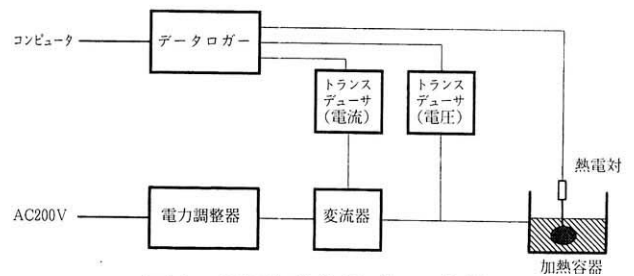 コンピュータ
データロガー
トランス
デューサ
(電流)
トランス
デューサ
(電圧)
熱電対
AC200V
電力調整器
変流器
加熱容器